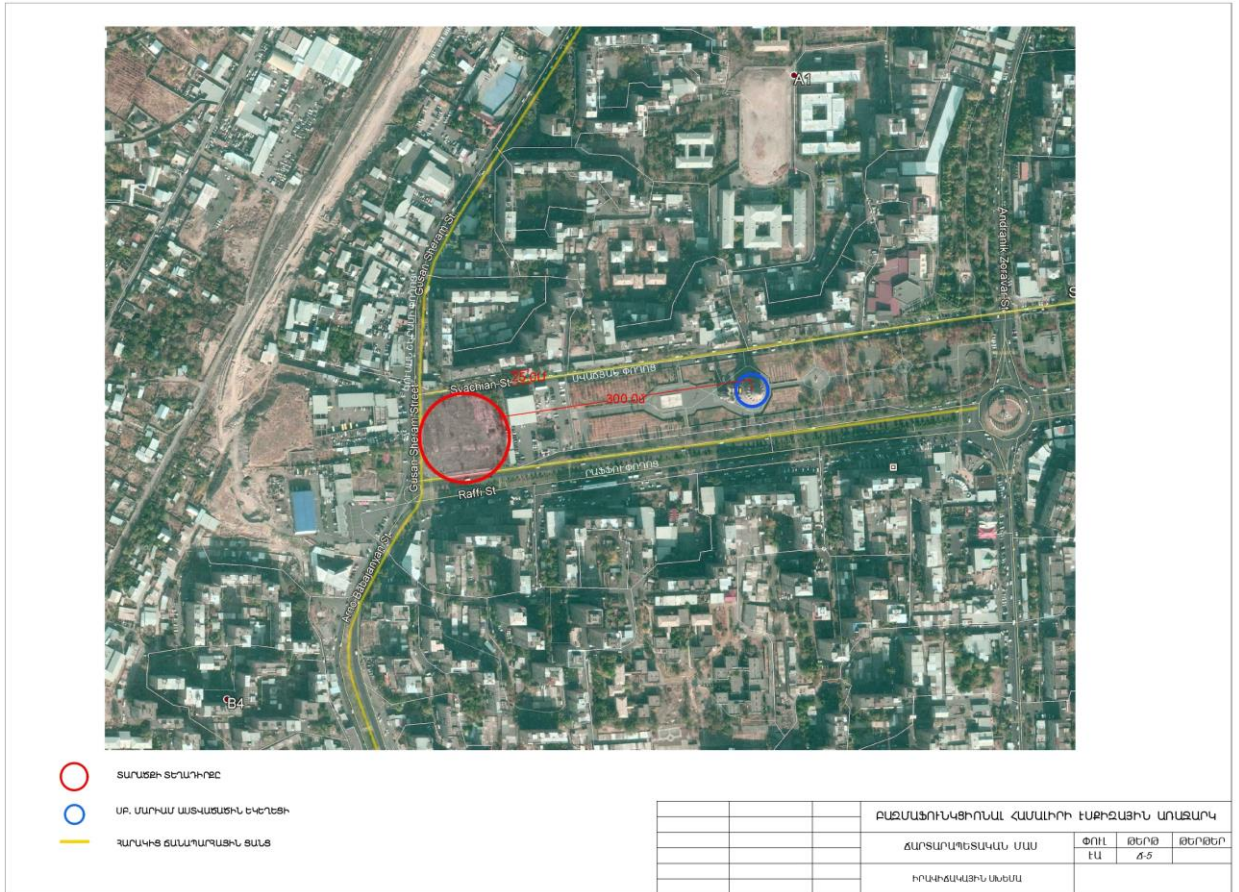 A1
Andranik Zoravar St
Gusan Sheram St
ՍՎԱՃՅԱՆ ՓՈՂՈՑ
Svachian St
300.0մ
Gusan Sheram Street
ՐԱՖՖՈՒ ՓՈՂՈՑ
Raffi St
Arno Babajanyan St
B4
ՏԱՐԱԾՔԻ ՏԵՂԱԴԻՐՔԸ
ՍԲ. ՄԱՐԻԱՄ ԱՍՏՎԱԾԱԾԻՆ ԵԿԵՂԵՑԻ
ՀԱՐԱԿԻՑ ՃԱՆԱՊԱՐՀԱՅԻՆ ՑԱՆՑ
ԲԱԶՄԱՖՈՒՆԿՑԻՈՆԱԼ ՀԱՄԱԼԻՐԻ ԷՍՔԻԶԱՅԻՆ ԱՌԱՋԱՐԿ
ՃԱՐՏԱՐԱՊԵՏԱԿԱՆ ՄԱՍ
ՓՈՒԼ ԹԵՐԹ ԹԵՐԹԵՐ
ԷԱ Ճ-5
ԻՐԱՎԻՃԱԿԱՅԻՆ ՍԽԵՄԱ